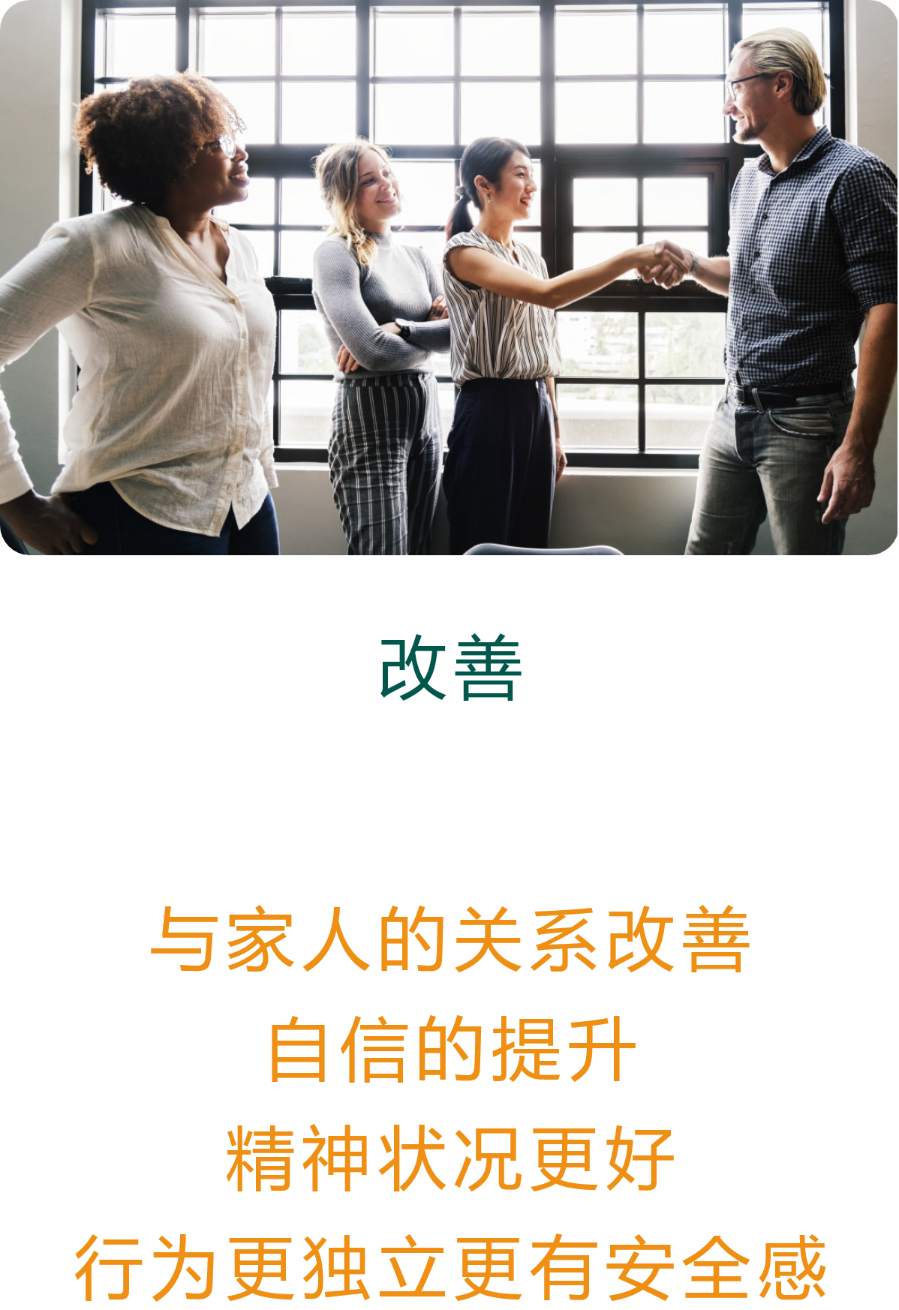 改善
与家人的关系改善
自信的提升
精神状况更好
行为更独立更有安全感